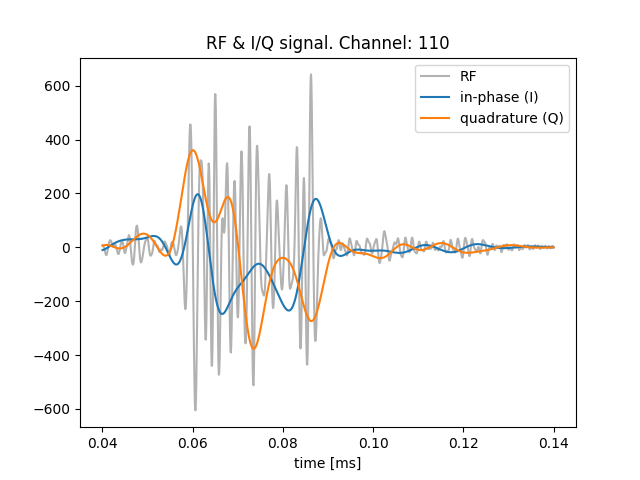 RF & I/Q signal. Channel: 110
RF
in-phase (I)
quadrature (Q)
600
400
200
0
−200
−400
−600
0.04 0.06 0.08 0.10 0.12 0.14
time [ms]